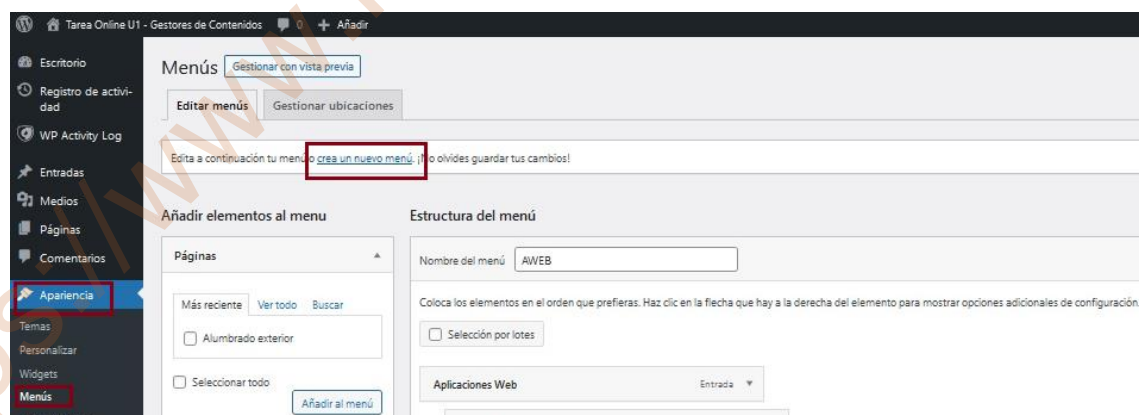 Tarea Online U1 - Gestores de Contenidos 0 + Añadir
Escritorio
Registro de activi-
dad
WP Activity Log
Entradas
Medios
Páginas
Comentarios
Apariencia
Temas
Personalizar
Widgets
Menús
Menús Gestionar con vista previa
Editar menús Gestionar ubicaciones
Edita a continuación tu menú o crea un nuevo menú. ¡No olvides guardar tus cambios!
Añadir elementos al menu
Páginas
Más reciente Ver todo Buscar
Alumbrado exterior
Seleccionar todo
Añadir al menú
Estructura del menú
Nombre del menú AWEB
Coloca los elementos en el orden que prefieras. Haz clic en la flecha que hay a la derecha del elemento para mostrar opciones adicionales de configuración.
Selección por lotes
Aplicaciones Web Entrada